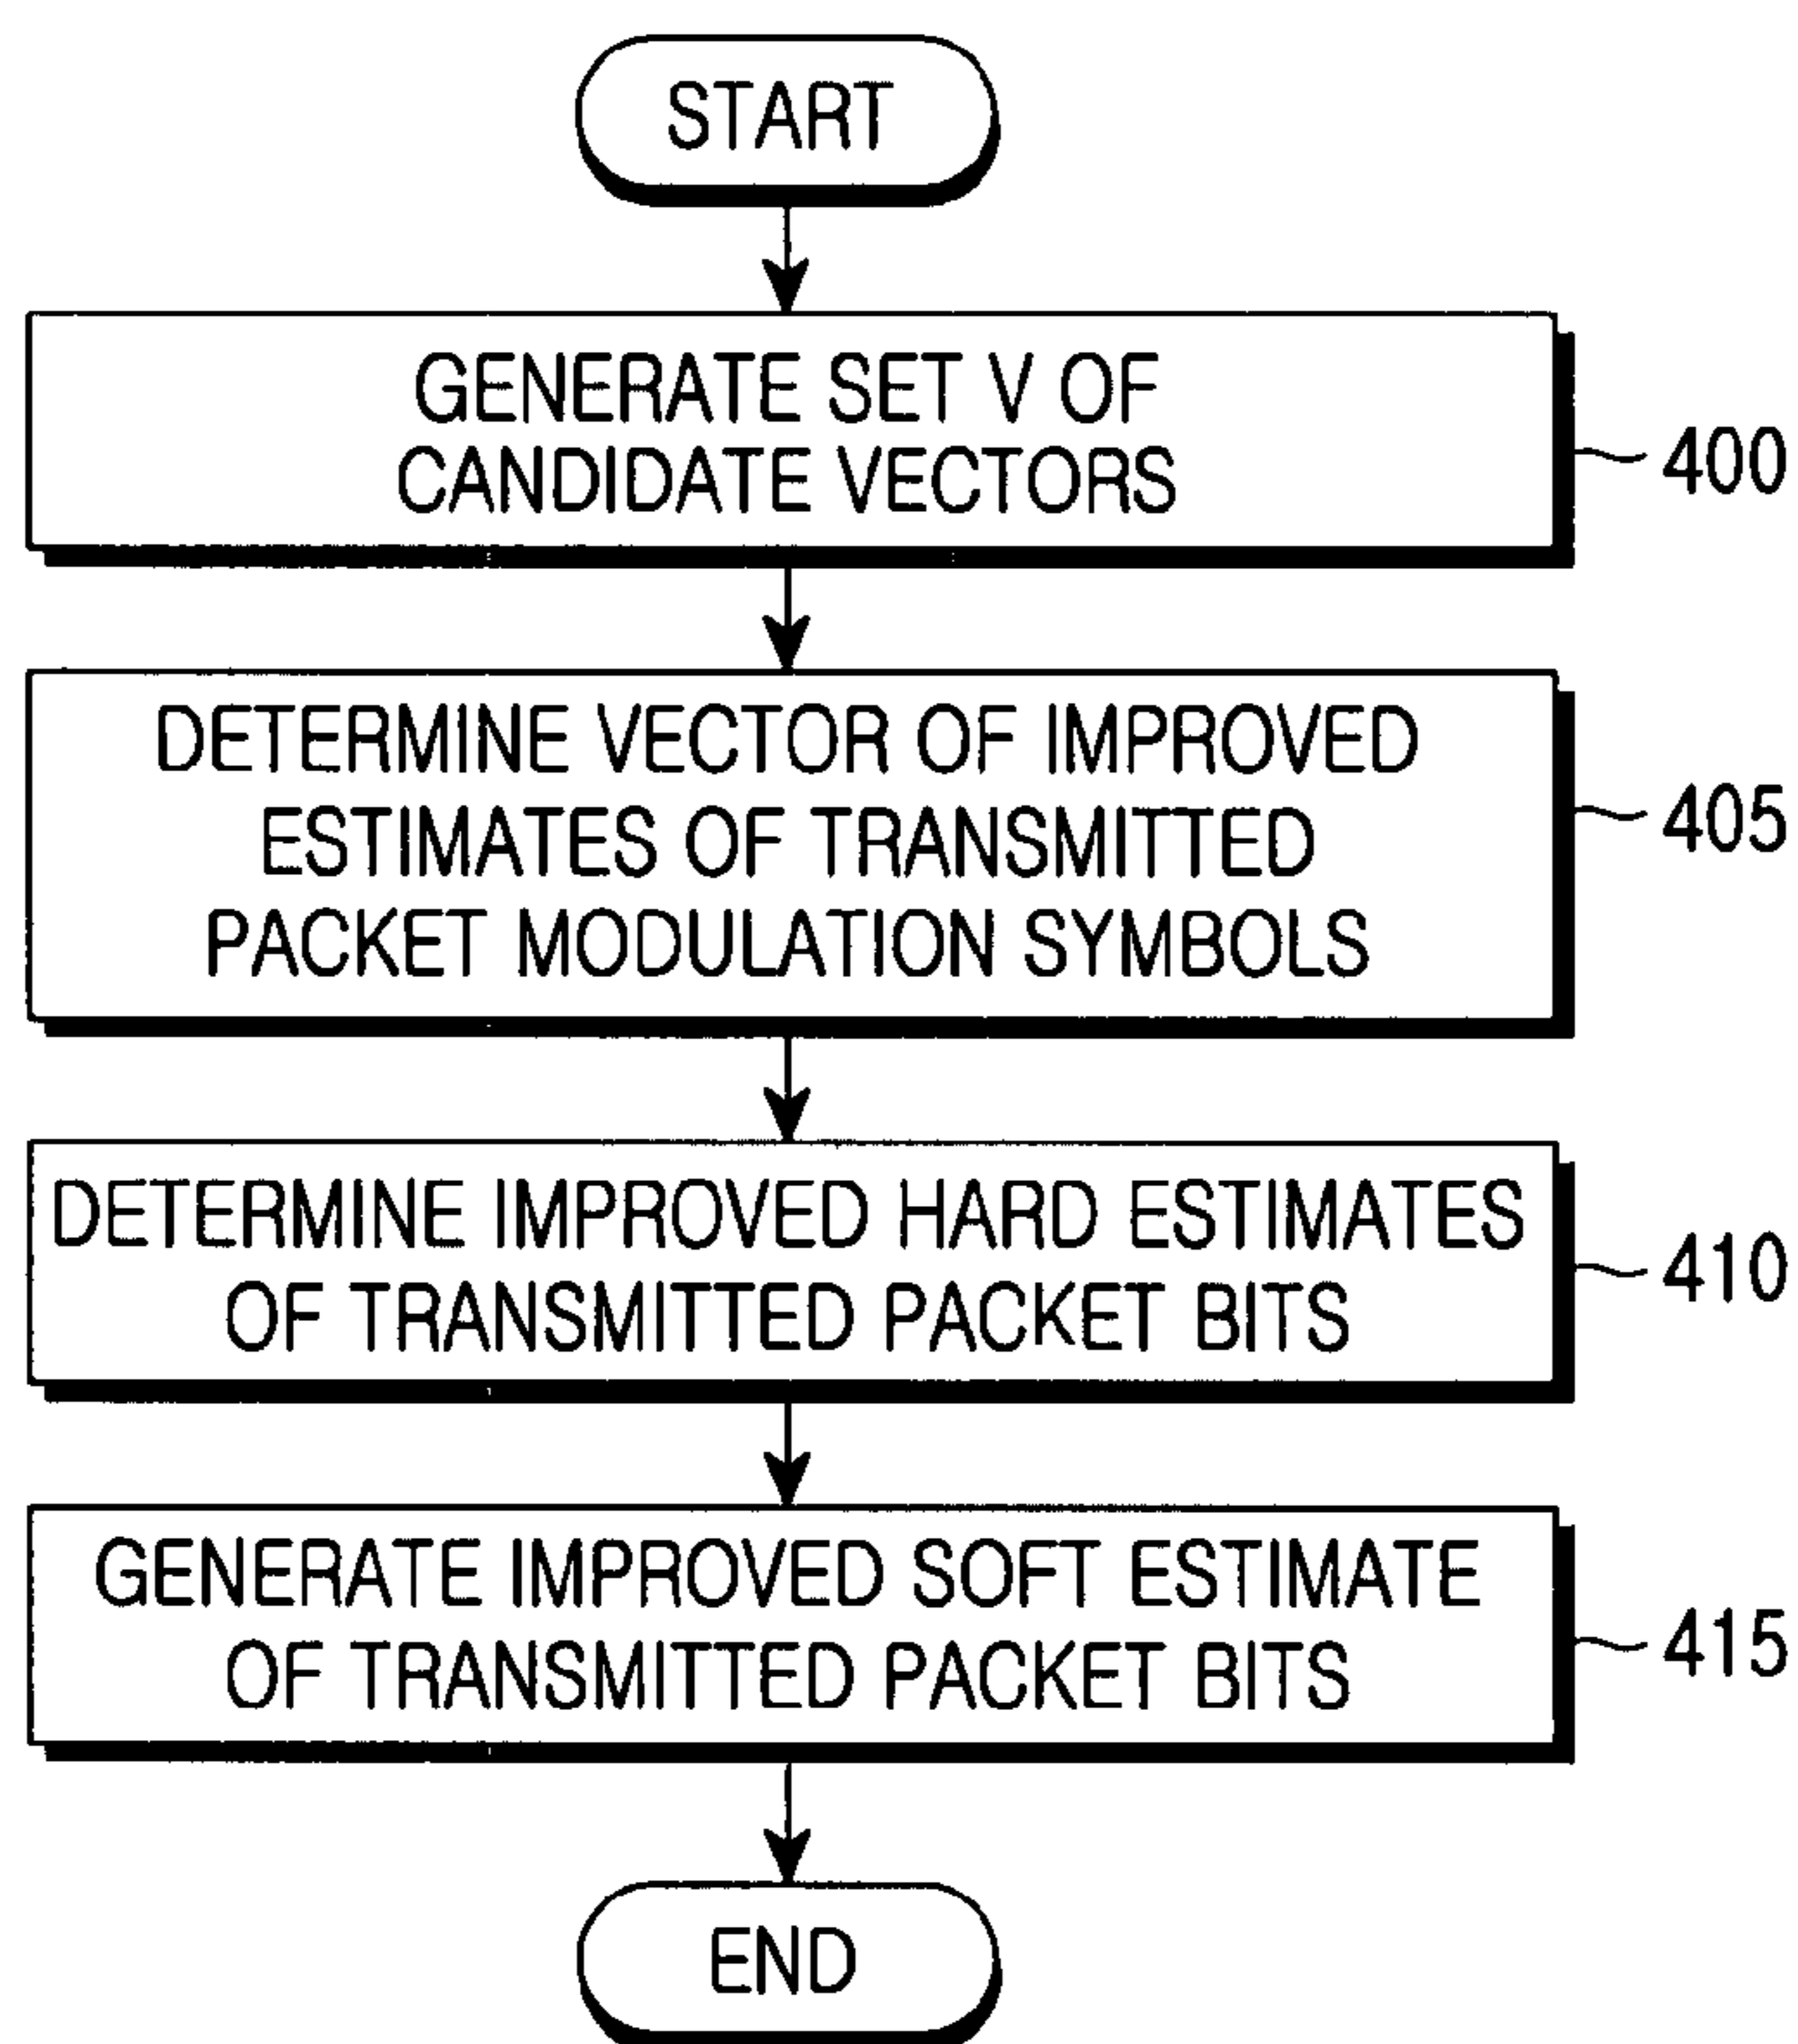 START
GENERATE SET V OF
CANDIDATE VECTORS
400
DETERMINE VECTOR OF IMPROVED
ESTIMATES OF TRANSMITTED
PACKET MODULATION SYMBOLS
405
DETERMINE IMPROVED HARD ESTIMATES
OF TRANSMITTED PACKET BITS
410
GENERATE IMPROVED SOFT ESTIMATE
OF TRANSMITTED PACKET BITS
415
END